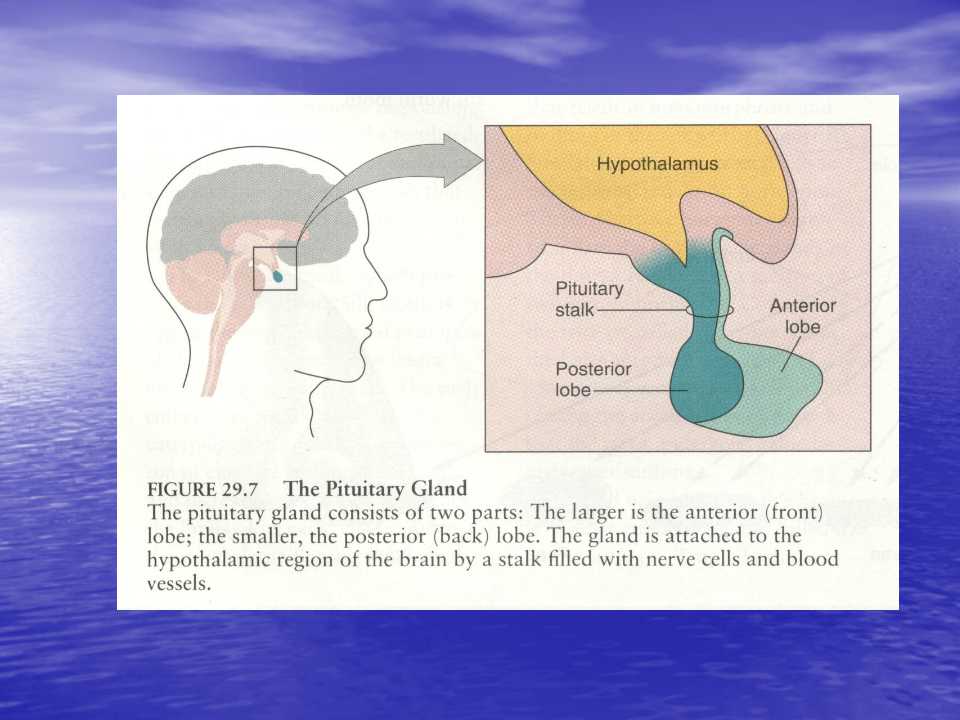 Hypothalamus
Pituitary
stalk
Anterior
lobe
Posterior
lobe
FIGURE 29.7 The Pituitary Gland
The pituitary gland consists of two parts: The larger is the anterior (front)
lobe; the smaller, the posterior (back) lobe. The gland is attached to the
hypothalamic region of the brain by a stalk filled with nerve cells and blood
vessels.